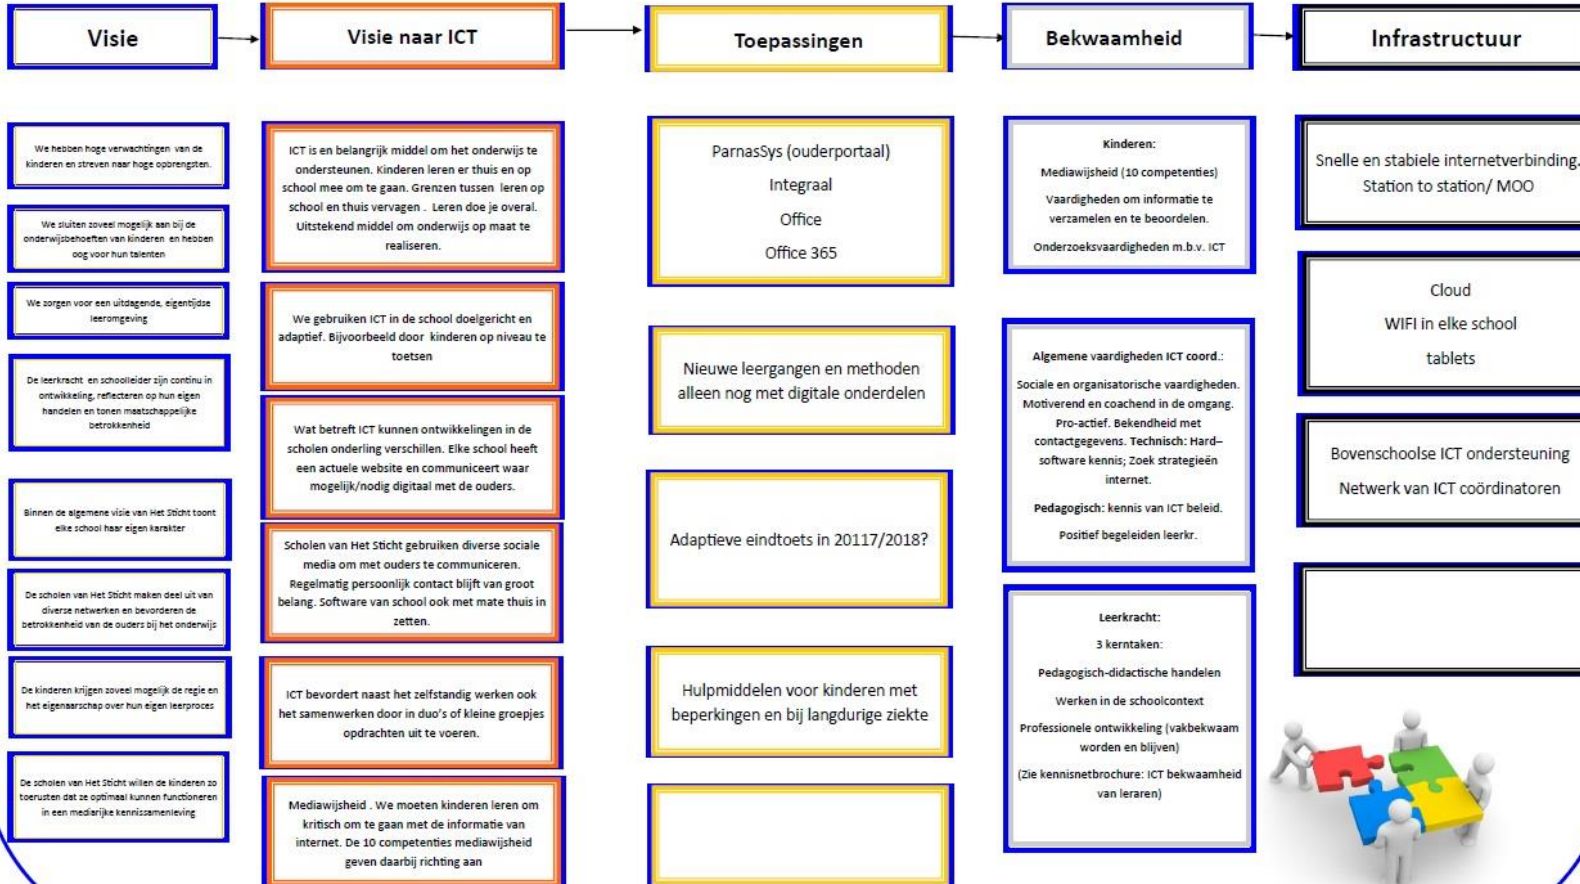 Visie
Visie naar ICT
Toepassingen
Bekwaamheid
Infrastructuur
We hebben hoge verwachtingen van de
kinderen en streven naar hoge opbrengsten.
We sluiten zoveel mogelijk aan bij de
onderwijsbehoeften van kinderen en hebben
oog voor hun talenten
We zorgen voor een uitdagende, eigentijdse
leeromgeving
De leerkracht en schoolleider zijn continu in
ontwikkeling, reflecteren op hun eigen
handelen en tonen maatschappelijke
betrokkenheid
Binnen de algemene visie van Het Sticht toont
elke school haar eigen karakter
De scholen van Het Sticht maken deel uit van
diverse netwerken en bevorderen de
betrokkenheid van de ouders bij het onderwijs
De kinderen krijgen zoveel mogelijk de regie en
het eigenaarschap over hun eigen leerproces
De scholen van Het Sticht willen de kinderen zo
toerusten dat ze optimaal kunnen functioneren
in een mediarijke kennissamenleving
ICT is en belangrijk middel om het onderwijs te
ondersteunen. Kinderen leren er thuis en op
school mee om te gaan. Grenzen tussen leren op
school en thuis vervagen . Leren doe je overal.
Uitstekend middel om onderwijs op maat te
realiseren.
We gebruiken ICT in de school doelgericht en
adaptief. Bijvoorbeeld door kinderen op niveau te
toetsen
Wat betreft ICT kunnen ontwikkelingen in de
scholen onderling verschillen. Elke school heeft
een actuele website en communiceert waar
mogelijk/nodig digitaal met de ouders.
Scholen van Het Sticht gebruiken diverse sociale
media om met ouders te communiceren.
Regelmatig persoonlijk contact blijft van groot
belang. Software van school ook met mate thuis in
zetten.
ICT bevordert naast het zelfstandig werken ook
het samenwerken door in duo's of kleine groepjes
opdrachten uit te voeren.
Mediawijsheid . We moeten kinderen leren om
kritisch om te gaan met de informatie van
internet. De 10 competenties mediawijsheid
geven daarbij richting aan
ParnasSys (ouderportaal)
Integraal
Office
Office 365
Nieuwe leergangen en methoden
alleen nog met digitale onderdelen
Adaptieve eindtoets in 20117/2018?
Hulpmiddelen voor kinderen met
beperkingen en bij langdurige ziekte
Kinderen:
Mediawijsheid (10 competenties)
Vaardigheden om informatie te
verzamelen en te beoordelen.
Onderzoeksvaardigheden m.b.v. ICT
Algemene vaardigheden ICT coord.:
Sociale en organisatorische vaardigheden.
Motiverend en coachend in de omgang.
Pro-actief. Bekendheid met
contactgegevens. Technisch: Hard–
software kennis; Zoek strategieën
internet.
Pedagogisch: kennis van ICT beleid.
Positief begeleiden leerkr.
Leerkracht:
3 kerntaken:
Pedagogisch-didactische handelen
Werken in de schoolcontext
Professionele ontwikkeling (vakbekwaam
worden en blijven)
(Zie kennisnetbrochure: ICT bekwaamheid
van leraren)
Snelle en stabiele internetverbinding.
Station to station/ MOO
Cloud
WIFI in elke school
tablets
Bovenschoolse ICT ondersteuning
Netwerk van ICT coördinatoren